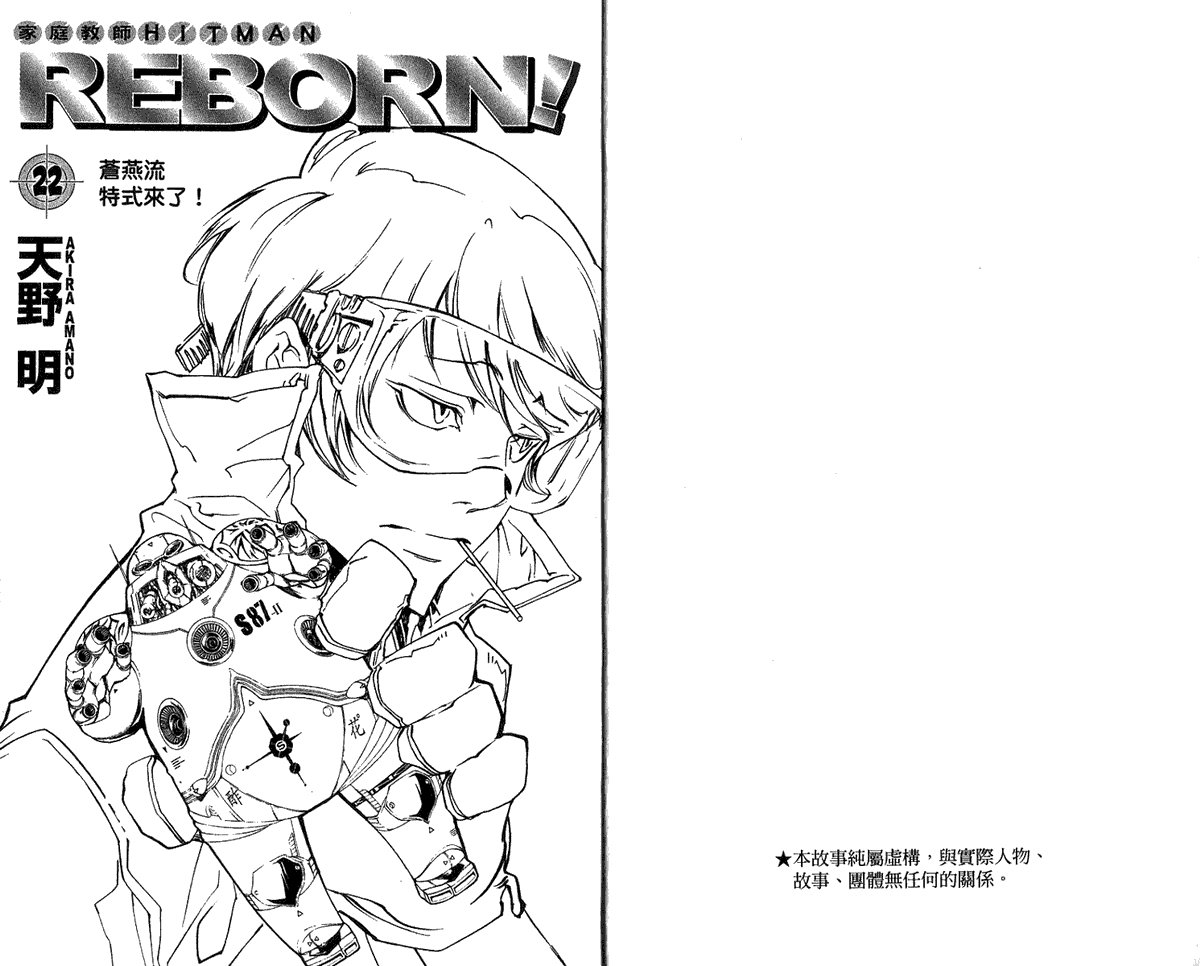 家庭教師HITMAN
REBORN!
22
蒼燕流
特式來了!
天野 明
AKIRA AMANO
S87-II
S
花
酔
★本故事純屬虛構，與實際人物、
故事、團體無任何的關係。